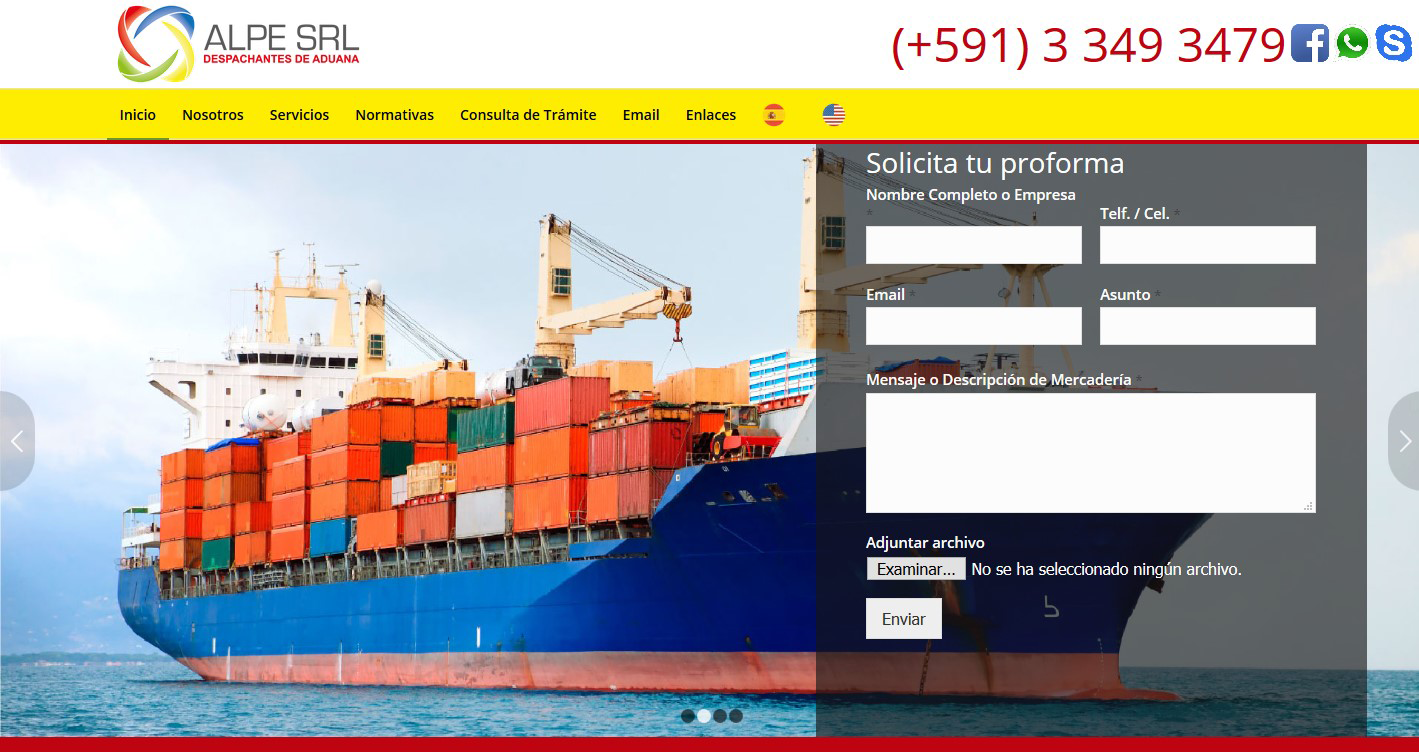 ALPE SRL
DESPACHANTES DE ADUANA
(+591) 3 349 3479
Inicio Nosotros Servicios Normativas Consulta de Trámite Email Enlaces
Solicita tu proforma
Nombre Completo o Empresa
* Telf. / Cel. *
Email * Asunto *
Mensaje o Descripción de Mercadería *
Adjuntar archivo
Examinar... No se ha seleccionado ningún archivo.
Enviar